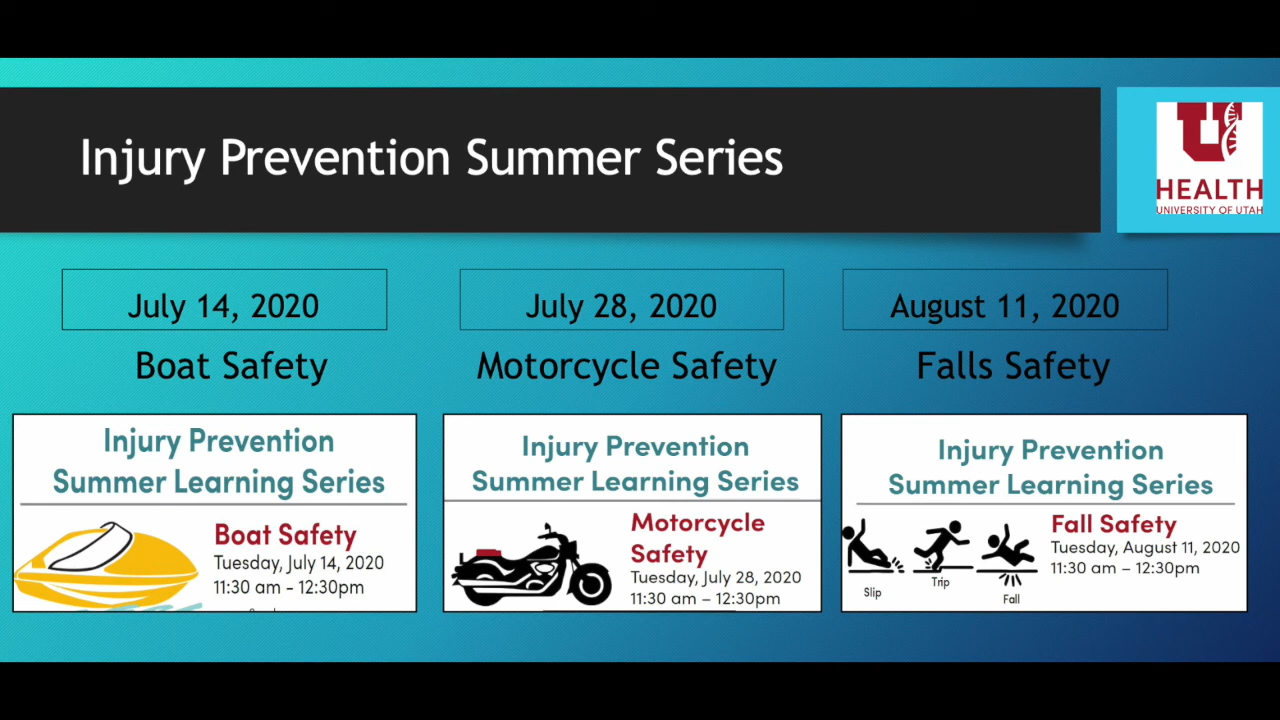 Injury Prevention Summer Series
HEALTH
UNIVERSITY OF UTAH
July 14, 2020
Boat Safety
July 28, 2020
Motorcycle Safety
August 11, 2020
Falls Safety
Injury Prevention
Summer Learning Series
Boat Safety
Tuesday, July 14, 2020
11:30 am - 12:30pm
Injury Prevention
Summer Learning Series
Motorcycle
Safety
Tuesday, July 28, 2020
11:30 am – 12:30pm
Injury Prevention
Summer Learning Series
Fall Safety
Tuesday, August 11, 2020
11:30 am – 12:30pm
Slip
Trip
Fall